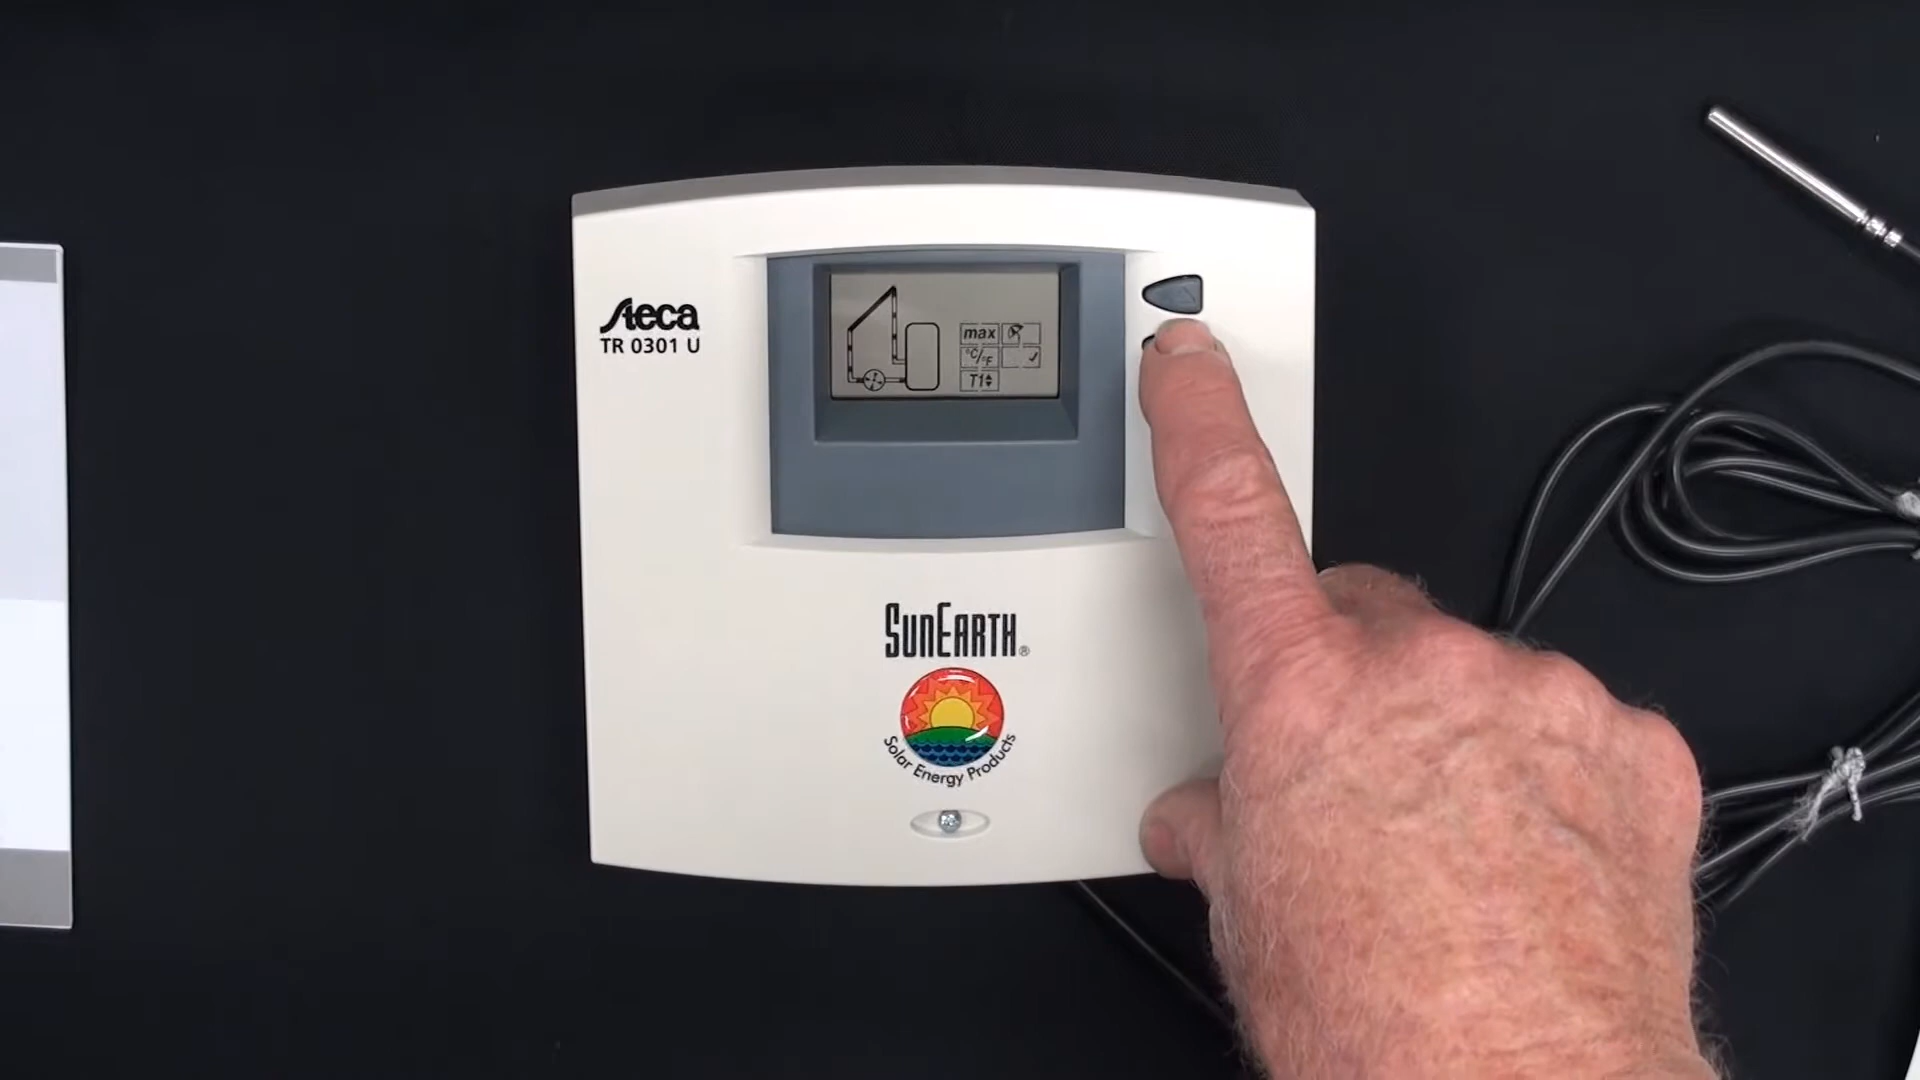 Steca
TR 0301 U
max
°C/°F
T1
SUNEARTH®
Solar Energy Products